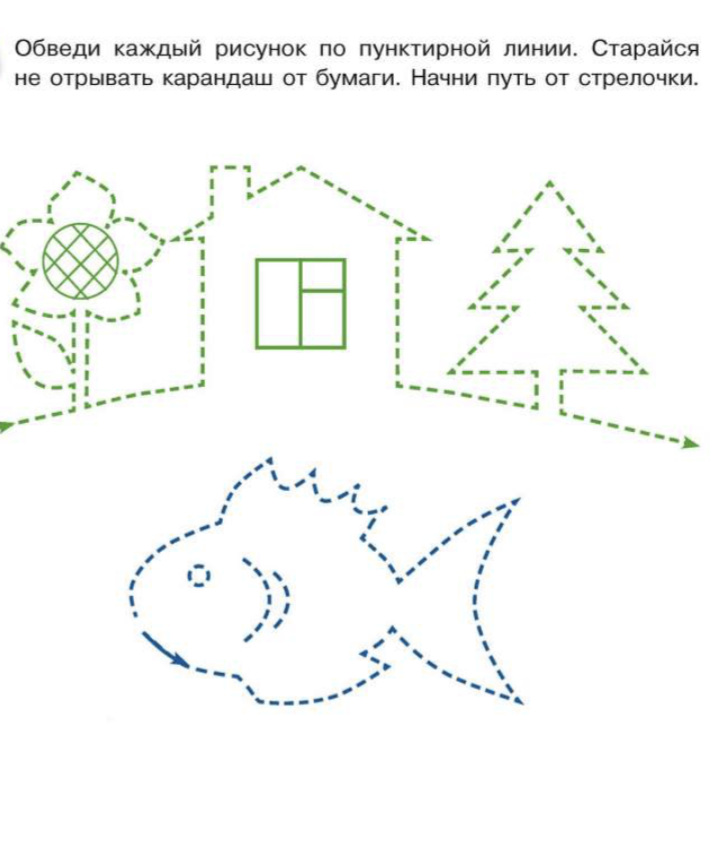 Обведи каждый рисунок по пунктирной линии. Старайся
не отрывать карандаш от бумаги. Начни путь от стрелочки.